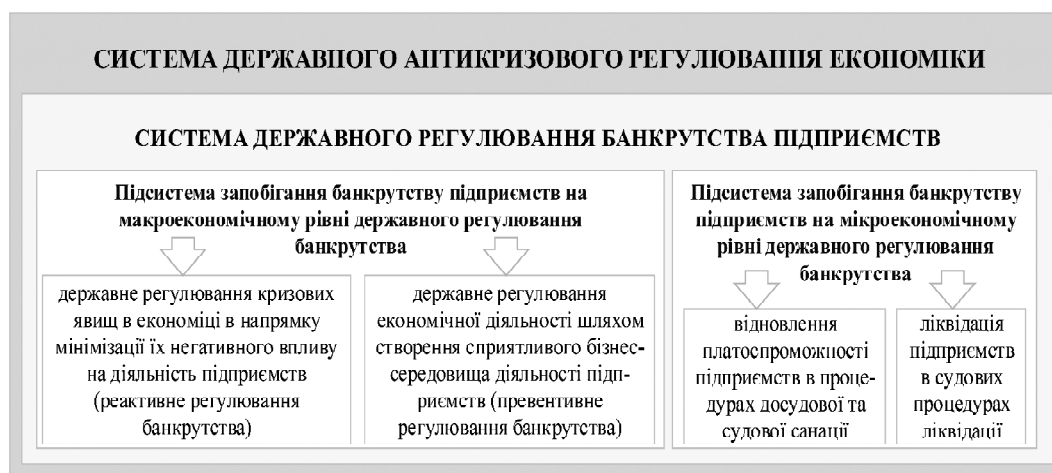 СИСТЕМА ДЕРЖАВНОГО АНТИКРИЗОВОГО РЕГУЛЮВАННЯ ЕКОНОМІКИ
СИСТЕМА ДЕРЖАВНОГО РЕГУЛЮВАННЯ БАНКРУТСТВА ПІДПРИЄМСТВ
Підсистема запобігання банкрутству підприємств на
макроекономічному рівні державного регулювання
банкрутства
державне регулювання кризових
явищ в економіці в напрямку
мінімізації їх негативного впливу
на діяльність підприємств
(реактивне регулювання
банкрутства)
державне регулювання
економічної діяльності шляхом
створення сприятливого бізнес-
середовища діяльності підп-
риємств (превентивне
регулювання банкрутства)
Підсистема запобігання банкрутству
підприємств на мікроекономічному
рівні державного регулювання
банкрутства
відновлення
платоспроможності
підприємств в проце-
дурах досудової та
судової санації
ліквідація
підприємств
в судових
процедурах
ліквідації